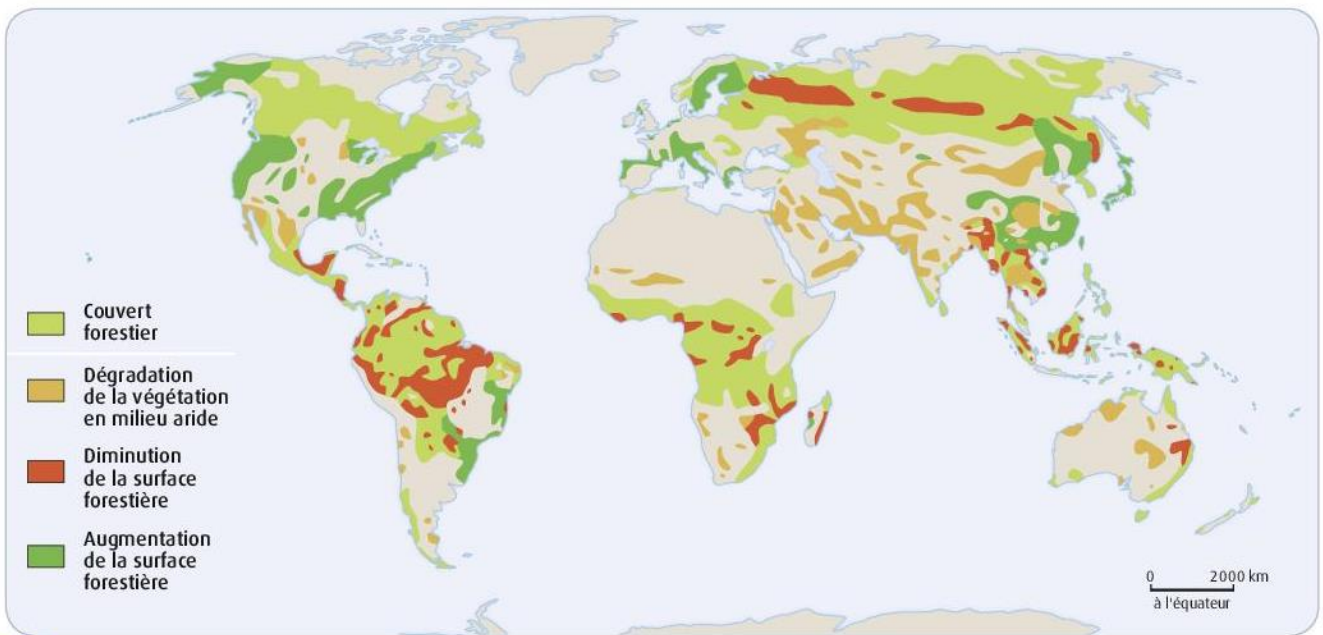 Couvert
forestier
Dégradation
de la végétation
en milieu aride
Diminution
de la surface
forestière
Augmentation
de la surface
forestière
0 2000 km
à l'équateur